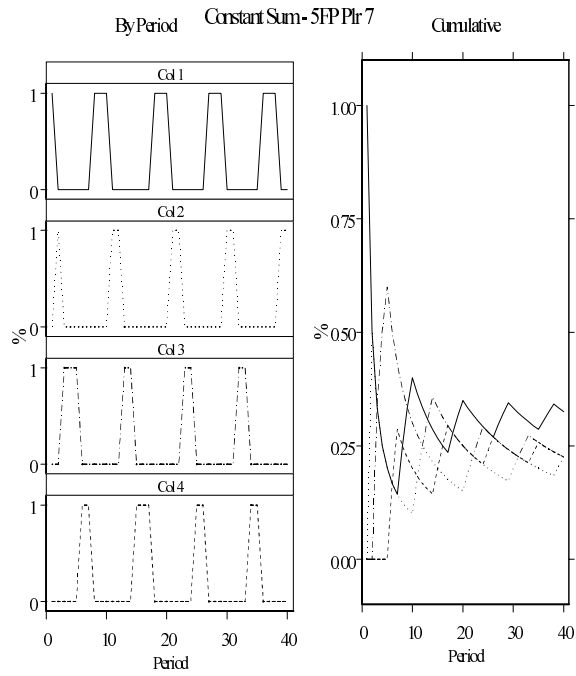 Constant Sum - 5FP Plr 7
By Period
Cumulative
Col 1
1
0
Col 2
1
0
%
Col 3
1
0
Col 4
1
0
0 10 20 30 40
Period
1.00
0.75
%
0.50
0.25
0.00
0 10 20 30 40
Period